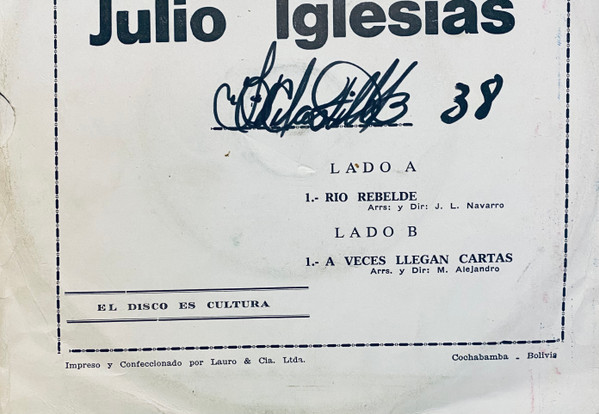 Julio Iglesias
38
LADO A
1.- RIO REBELDE
Arrs: y Dir: J. L. Navarro
LADO B
1.- A VECES LLEGAN CARTAS
Arrs. y Dir: M. Alejandro
EL DISCO ES CULTURA
Impreso y Confeccionado por Lauro & Cia. Ltda.
Cochabamba - Bolivia